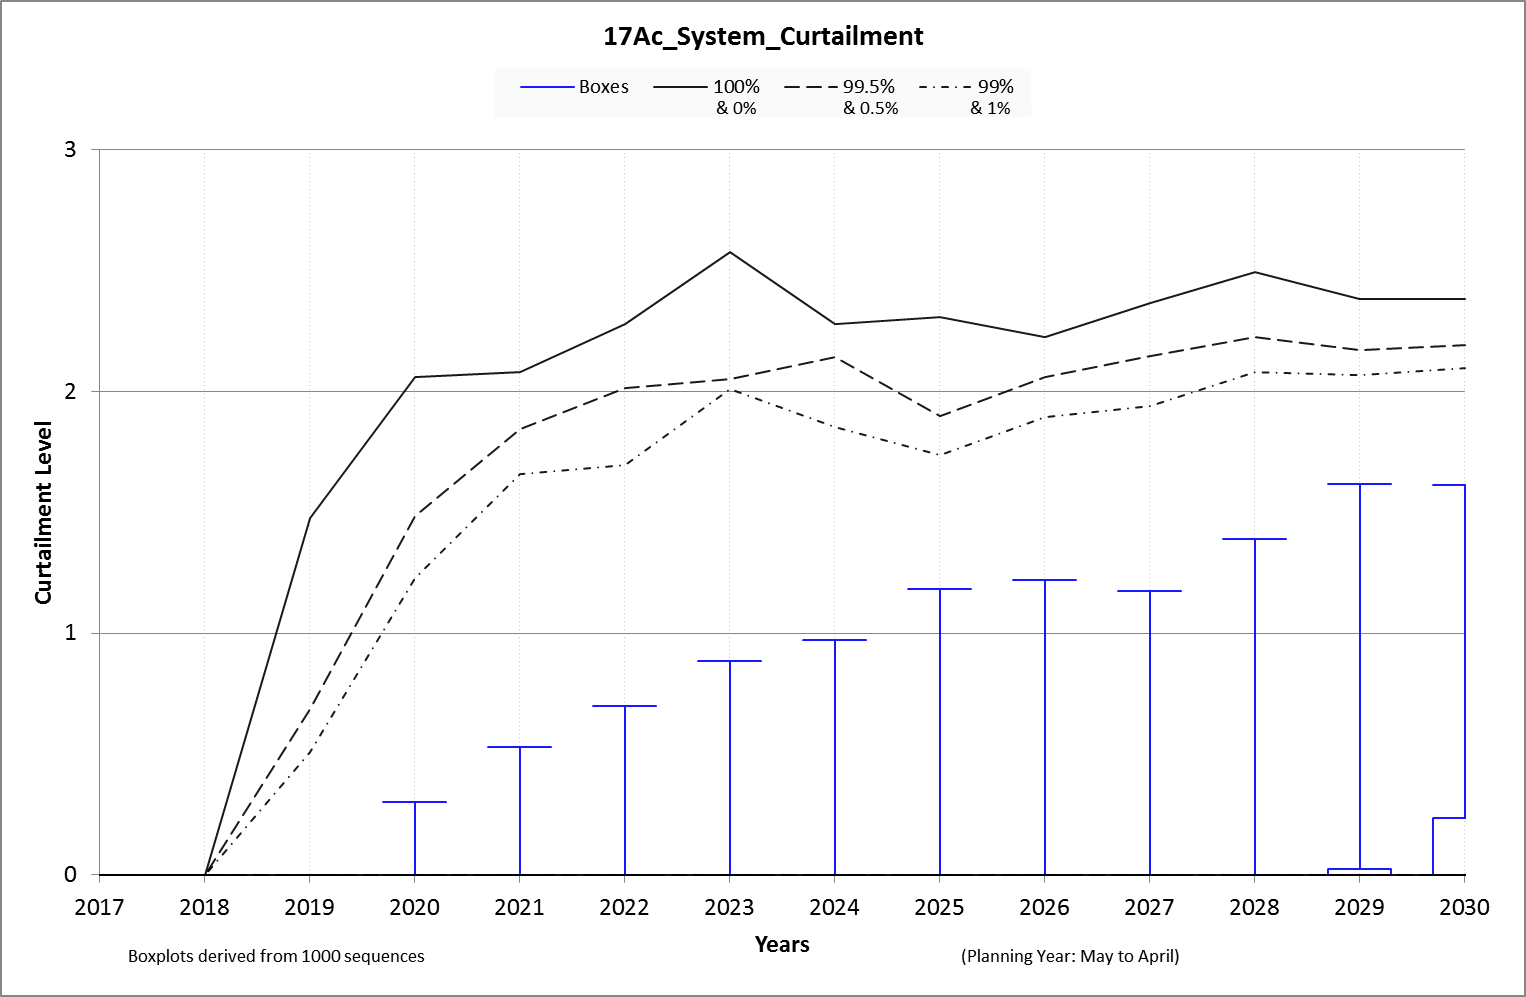 17Ac_System_Curtailment
Boxes 100% 99.5% 99%
& 0% & 0.5% & 1%
3
2
1
0
Curtailment Level
2017 2018 2019 2020 2021 2022 2023 2024 2025 2026 2027 2028 2029 2030
Years
Boxplots derived from 1000 sequences (Planning Year: May to April)